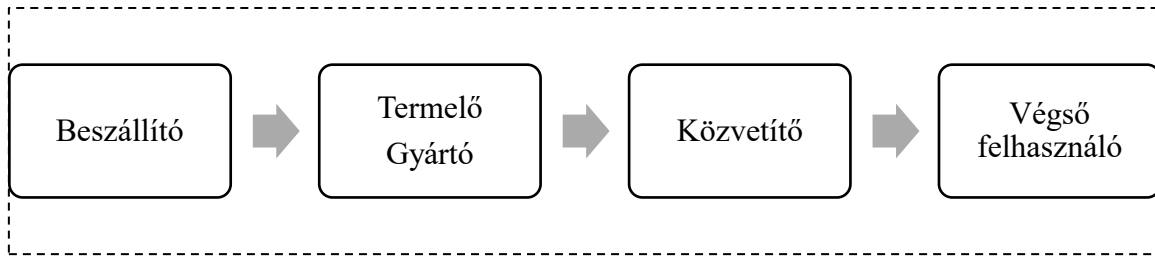 Beszállító
Termelő
Gyártó
Közvetítő
Végső
felhasználó